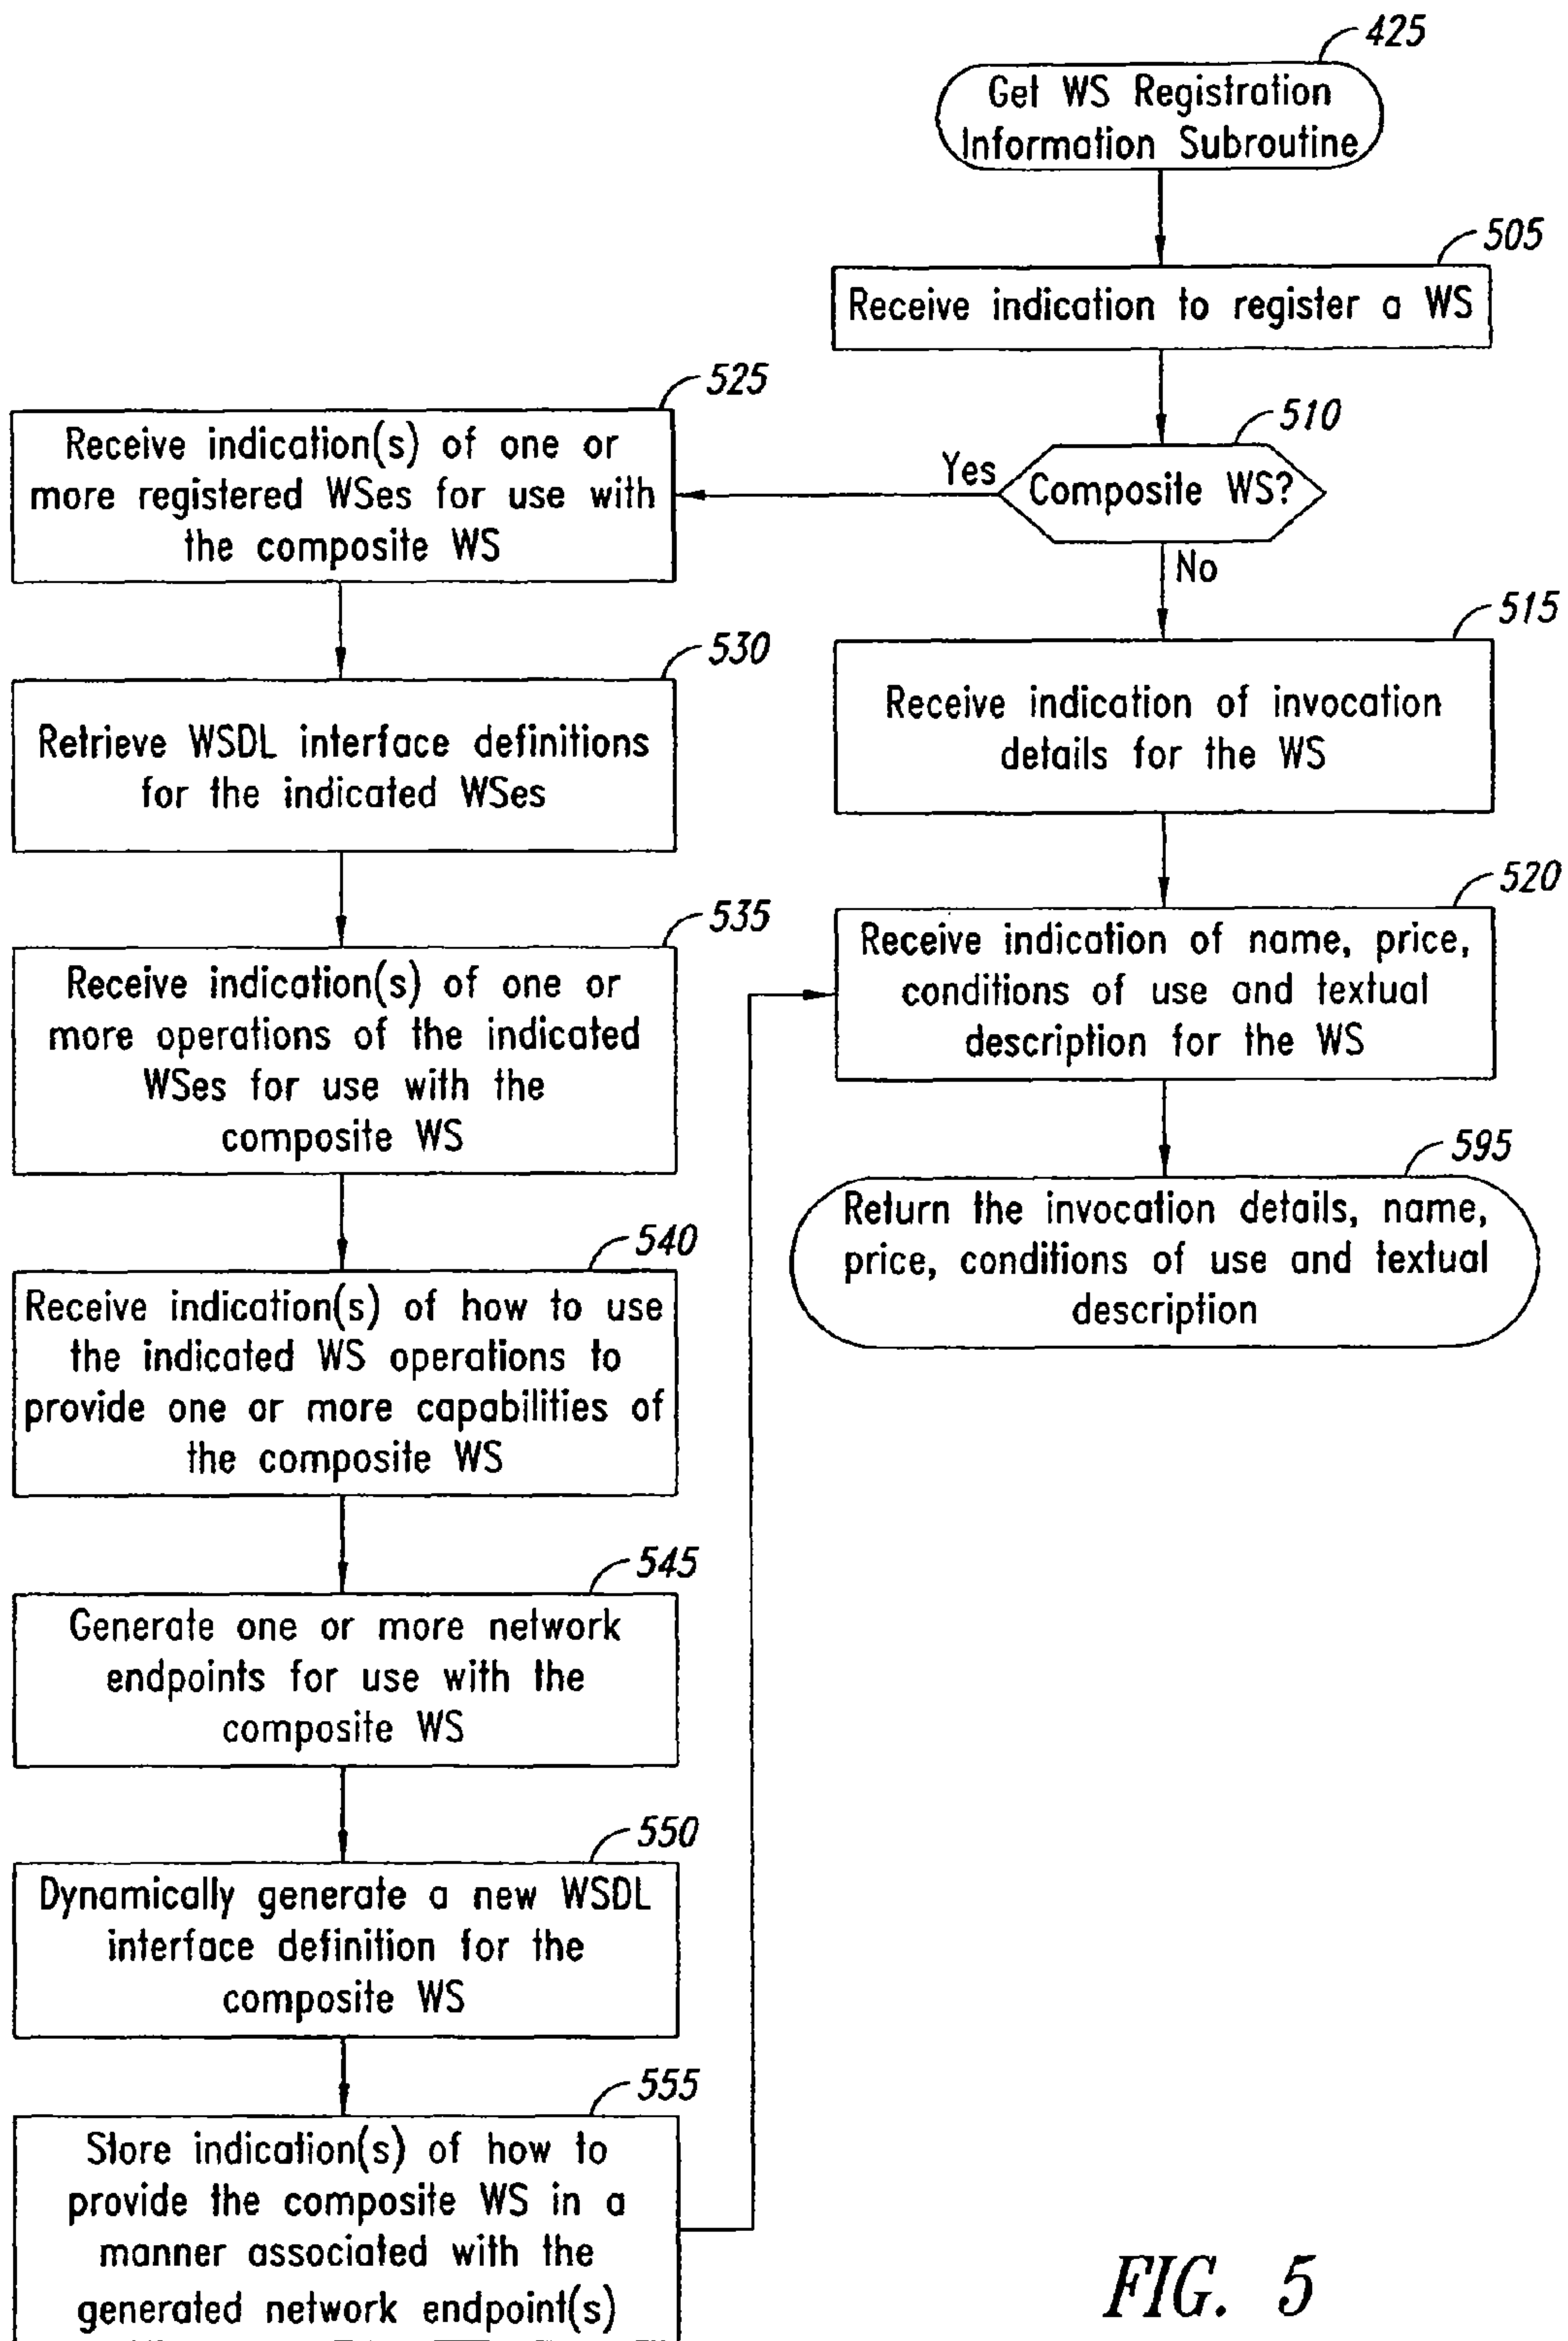 425
Get WS Registration
Information Subroutine
505
Receive indication to register a WS
510
Composite WS?
Yes
No
515
Receive indication of invocation
details for the WS
520
Receive indication of name, price,
conditions of use and textual
description for the WS
595
Return the invocation details, name,
price, conditions of use and textual
description
525
Receive indication(s) of one or
more registered WSes for use with
the composite WS
530
Retrieve WSDL interface definitions
for the indicated WSes
535
Receive indication(s) of one or
more operations of the indicated
WSes for use with the
composite WS
540
Receive indication(s) of how to use
the indicated WS operations to
provide one or more capabilities of
the composite WS
545
Generate one or more network
endpoints for use with the
composite WS
550
Dynamically generate a new WSDL
interface definition for the
composite WS
555
Store indication(s) of how to
provide the composite WS in a
manner associated with the
generated network endpoint(s)
FIG. 5